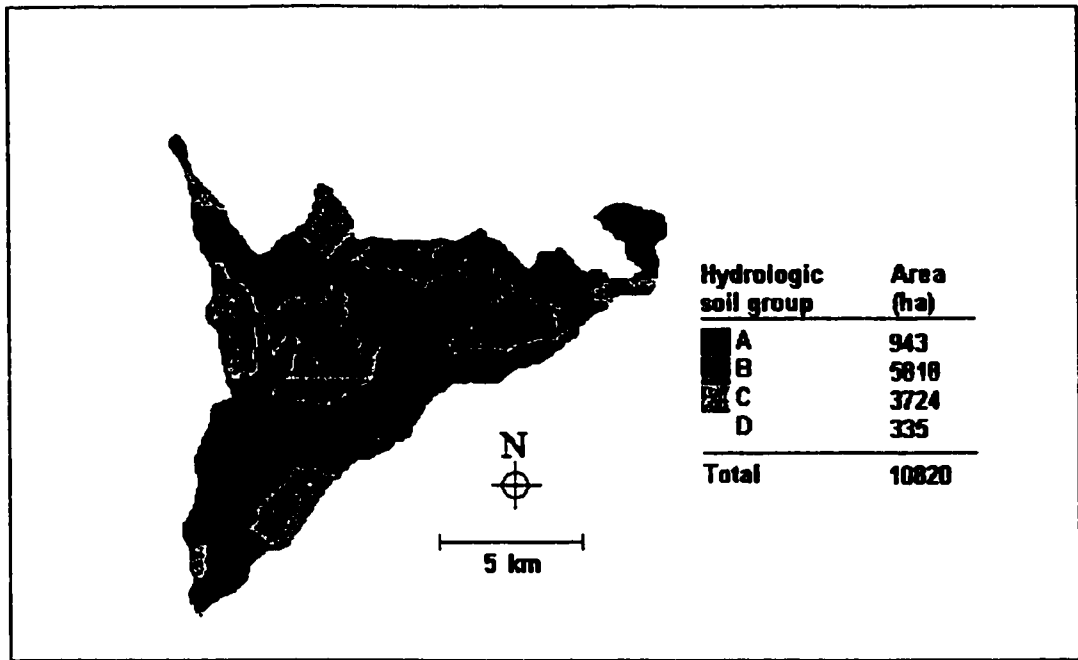 Hydrologic Area
soil group (ha)
A 943
B 5818
C 3724
D 335
Total 10820
N
5 km